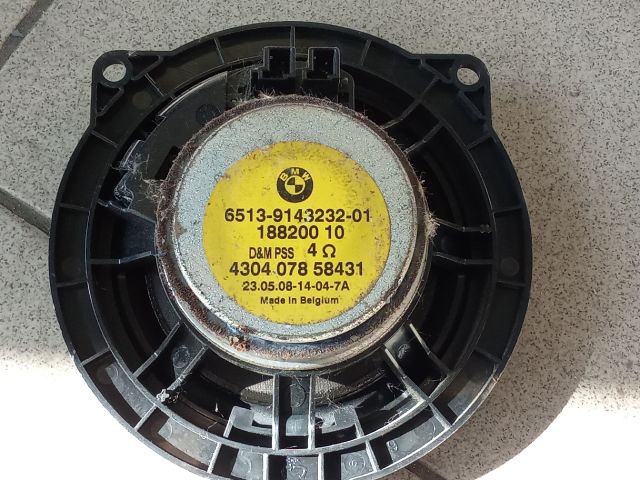 BMW
6513-9143232-01
188200 10
D&M PSS 4 Ω
4304 078 58431
23.05.08-14-04-7A
Made in Belgium